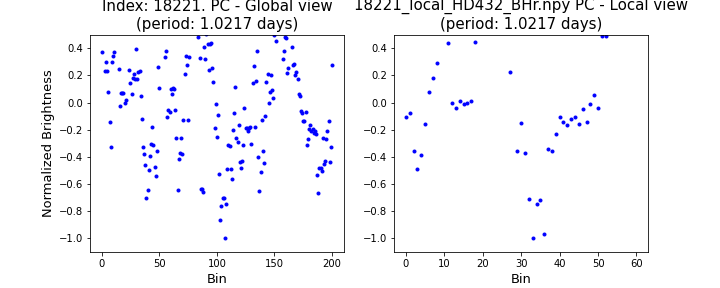 Index: 18221. PC - Global view
(period: 1.0217 days)
18221_local_HD432_BHr.npy PC - Local view
(period: 1.0217 days)
Normalized Brightness
0.4
0.2
0.0
−0.2
−0.4
−0.6
−0.8
−1.0
0 50 100 150 200
Bin
0.4
0.2
0.0
−0.2
−0.4
−0.6
−0.8
−1.0
0 10 20 30 40 50 60
Bin